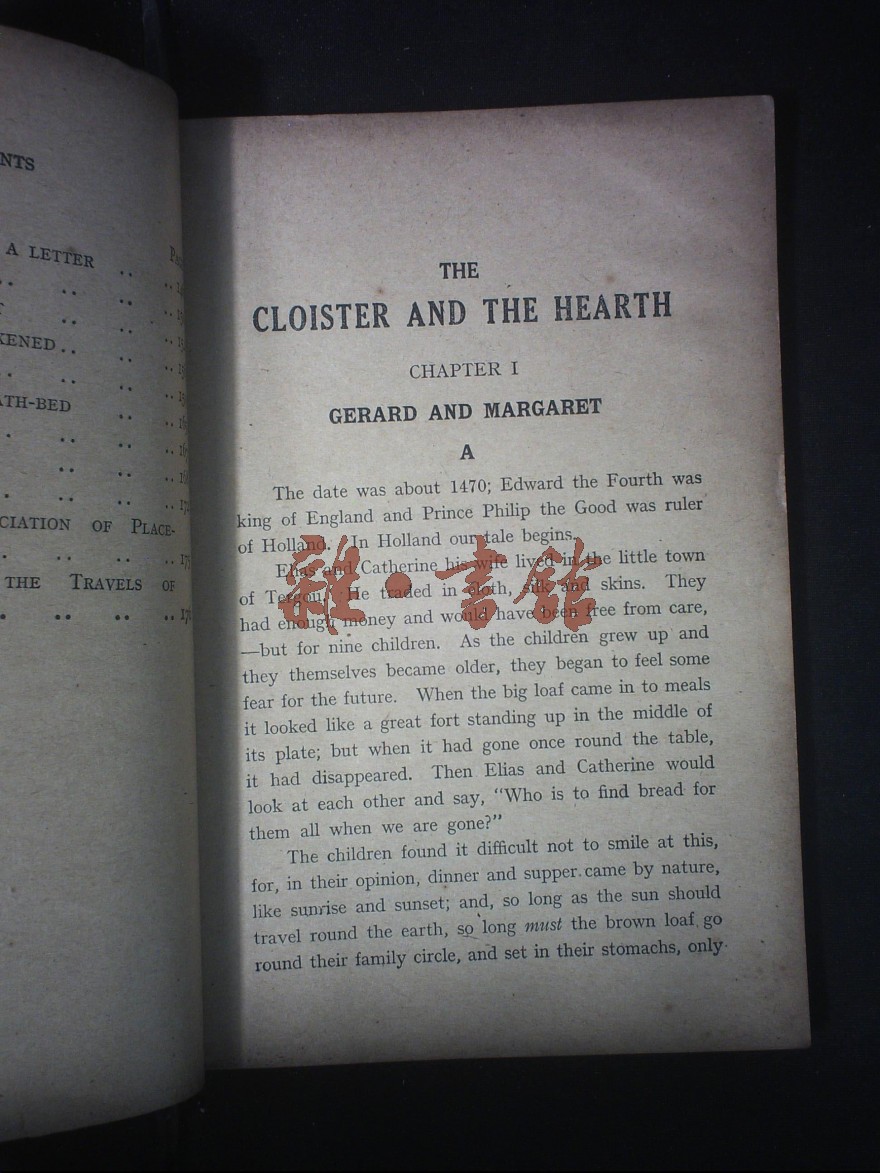 NTS
A LETTER ..
.. .. ..
.. ..
KENED .. ..
. .. ..
ATH-BED ..
. .. ..
.. ..
. .. ..
CIATION OF PLACE-
. .. .. .. 175
THE TRAVELS OF
. .. .. ..
THE
CLOISTER AND THE HEARTH
CHAPTER I
GERARD AND MARGARET
A
The date was about 1470; Edward the Fourth was
king of England and Prince Philip the Good was ruler
of Holland. In Holland our tale begins.
Elias and Catherine his wife lived in the little town
of Tergou. He traded in cloth, silk and skins. They
had enough money and would have been free from care,
—but for nine children. As the children grew up and
they themselves became older, they began to feel some
fear for the future. When the big loaf came in to meals
it looked like a great fort standing up in the middle of
its plate; but when it had gone once round the table,
it had disappeared. Then Elias and Catherine would
look at each other and say, "Who is to find bread for
them all when we are gone?"
The children found it difficult not to smile at this,
for, in their opinion, dinner and supper came by nature,
like sunrise and sunset; and, so long as the sun should
travel round the earth, so long must the brown loaf go
round their family circle, and set in their stomachs, only
雜·書館